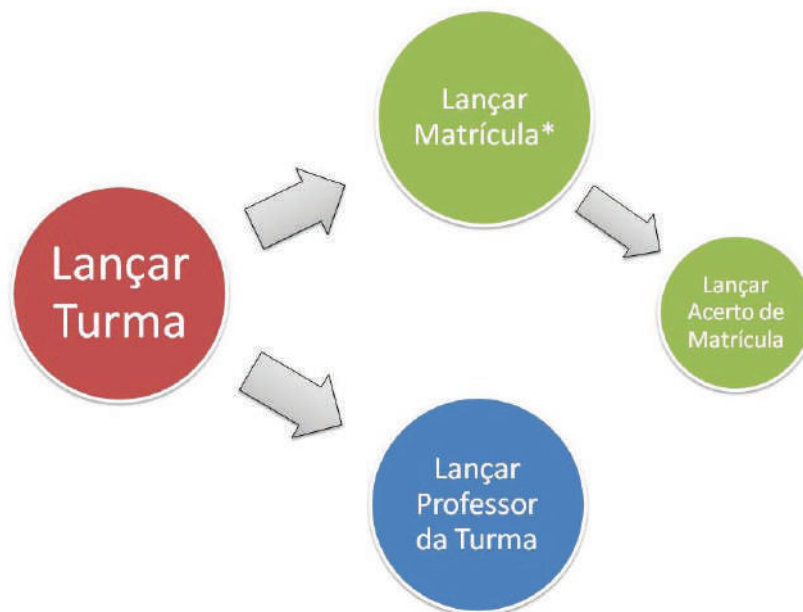 Lançar
Matrícula*
Lançar
Turma
Lançar
Acerto de
Matrícula
Lançar
Professor
da Turma